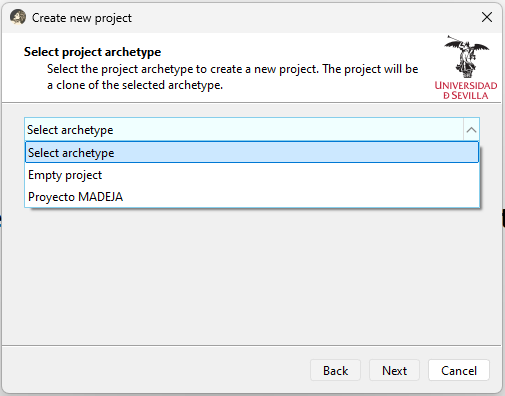 Create new project
Select project archetype
Select the project archetype to create a new project. The project will be
a clone of the selected archetype.
UNIVERSIDAD
Ð SEVILLA
Select archetype
Select archetype
Empty project
Proyecto MADEJA
Back
Next
Cancel